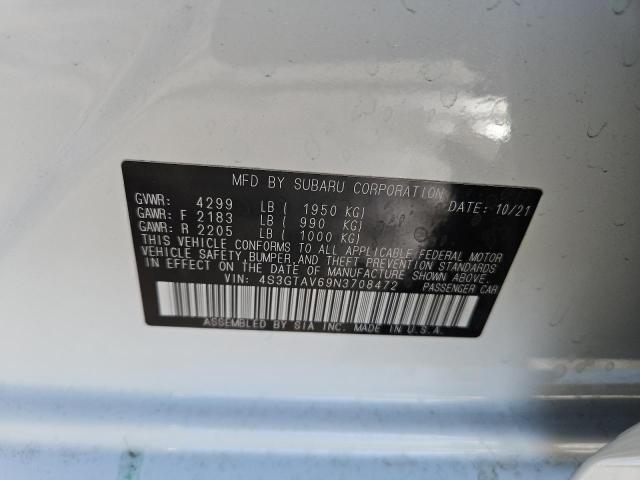 MFD BY SUBARU CORPORATION DATE: 10/21
GVWR: 4299 LB ( 1950 KG)
GAWR: F 2183 LB ( 990 KG)
GAWR: R 2205 LB ( 1000 KG)
THIS VEHICLE CONFORMS TO ALL APPLICABLE FEDERAL MOTOR
VEHICLE SAFETY, BUMPER, AND THEFT PREVENTION STANDARDS
IN EFFECT ON THE DATE OF MANUFACTURE SHOWN ABOVE.
VIN: 4S3GTAV69N3708472 PASSENGER CAR
ASSEMBLED BY SIA INC. MADE IN U.S.A.